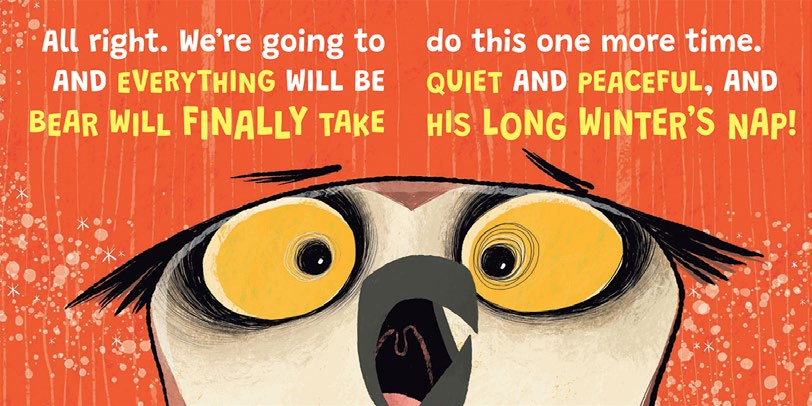 All right. We're going to do this one more time.
AND EVERYTHING WILL BE QUIET AND PEACEFUL, AND
BEAR WILL FINALLY TAKE HIS LONG WINTER'S NAP!